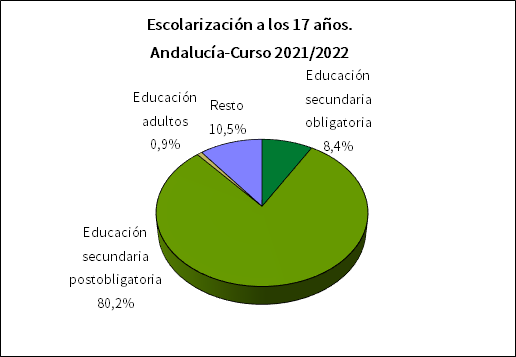 Escolarización a los 17 años.
Andalucía-Curso 2021/2022
Educación
secundaria
obligatoria
8,4%
Educación
adultos
0,9%
Resto
10,5%
Educación
secundaria
postobligatoria
80,2%